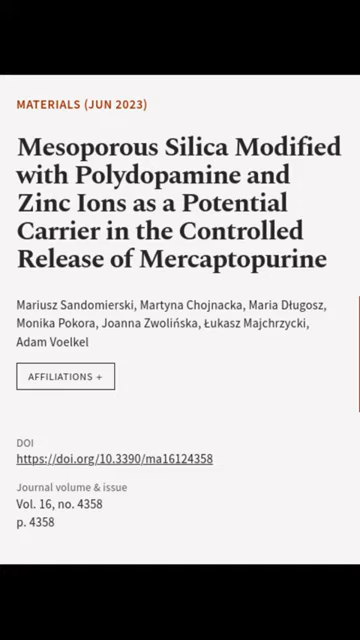 MATERIALS (JUN 2023)
Mesoporous Silica Modified
with Polydopamine and
Zinc Ions as a Potential
Carrier in the Controlled
Release of Mercaptopurine
Mariusz Sandomierski, Martyna Chojnacka, Maria Długosz,
Monika Pokora, Joanna Zwolińska, Łukasz Majchrzycki,
Adam Voelkel
AFFILIATIONS +
DOI
https://doi.org/10.3390/ma16124358
Journal volume & issue
Vol. 16, no. 4358
p. 4358